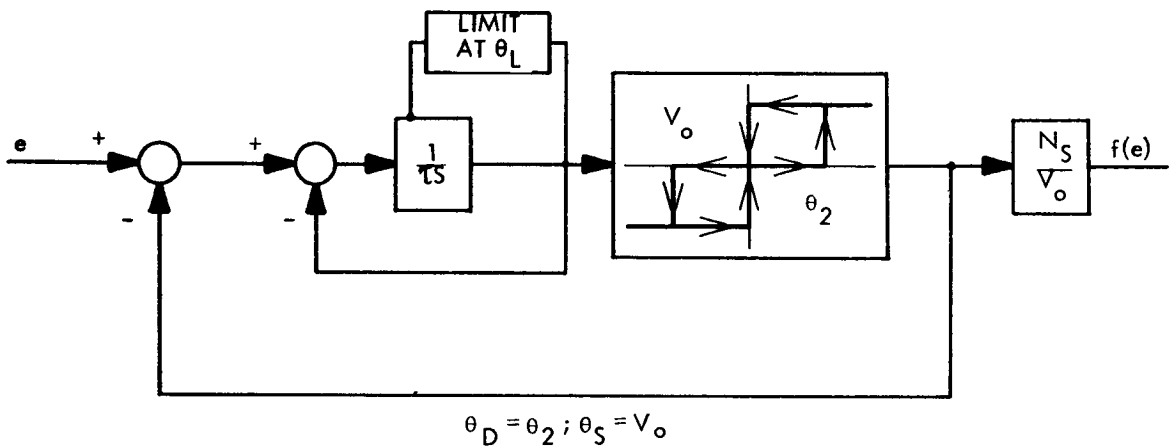 LIMIT
AT θ_L
e
+
-
+
-
1
τS
V_o
θ_2
N_S
V_o
f(e)
θ_D = θ_2 ; θ_S = V_o